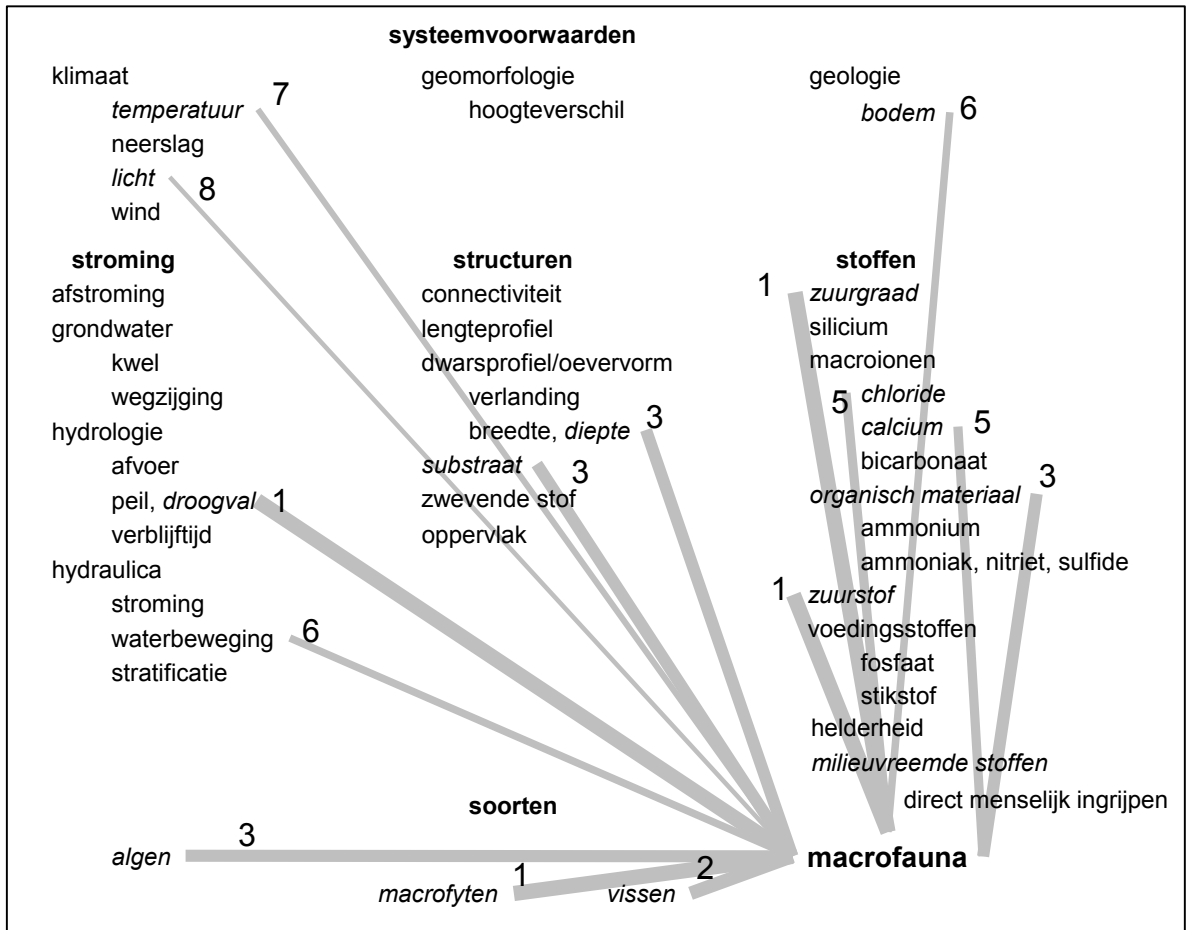 systeemvoorwaarden
klimaat geomorfologie geologie
temperatuur 7 hoogteverschil bodem 6
neerslag
licht 8
wind
stroming structuren stoffen
afstroming connectiviteit 1 zuurgraad
grondwater lengteprofiel silicium
kwel dwarsprofiel/oevervorm macroionen
wegzijging verlanding 5 chloride
hydrologie breedte, diepte 3 calcium 5
afvoer substraat 3 bicarbonaat
peil, droogval 1 zwevende stof organisch materiaal 3
verblijftijd oppervlak ammonium
hydraulica ammoniak, nitriet, sulfide
stroming 1 zuurstof
waterbeweging 6 voedingsstoffen
stratificatie fosfaat
stikstof
helderheid
milieuvreemde stoffen
soorten direct menselijk ingrijpen
algen 3 macrofauna
macrofyten 1 vissen 2